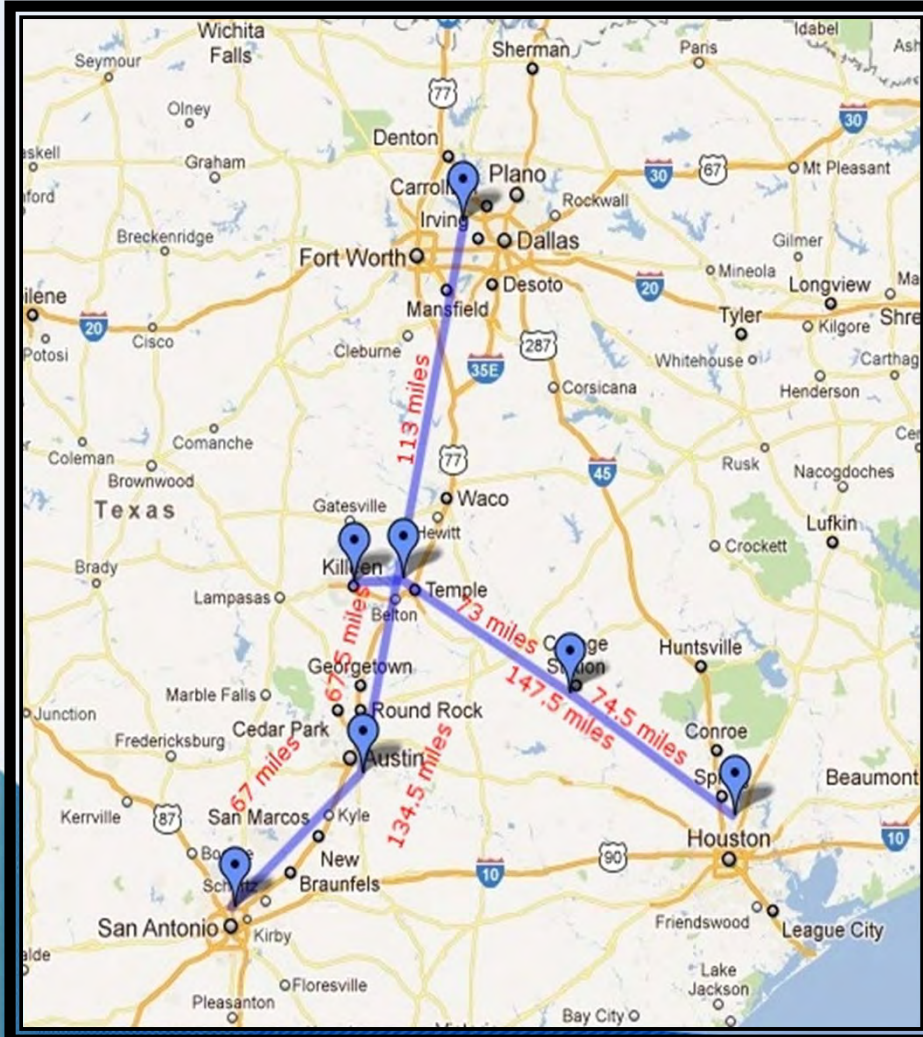 Wichita
Falls
Idabel
Seymour
Sherman
Paris
77
Olney
30
Denton
Graham
30
67
Mt Pleasant
Plano
Rockwall
Irving
Breckenridge
Dallas
Gilmer
Fort Worth
Mineola
Desoto
20
Longview
Mansfield
20
Tyler
Kilgore
Potosi
Cisco
Cleburne
287
Whitehouse
35E
Corsicana
Henderson
113 miles
Comanche
Coleman
77
45
Rusk
Brownwood
Nacogdoches
Waco
Texas
Gatesville
Hewitt
Lufkin
Crockett
Killeen
Brady
Temple
Lampasas
Belton
73 miles
67.5 miles
Huntsville
Georgetown
147.5 miles
74.5 miles
Marble Falls
Round Rock
Junction
Cedar Park
Conroe
Fredericksburg
Austin
134.5 miles
67 miles
Beaumont
Kerrville
87
San Marcos
Kyle
Houston
10
New
Braunfels
90
10
San Antonio
Kirby
Friendswood
League City
Floresville
Lake
Jackson
Pleasanton
Bay City